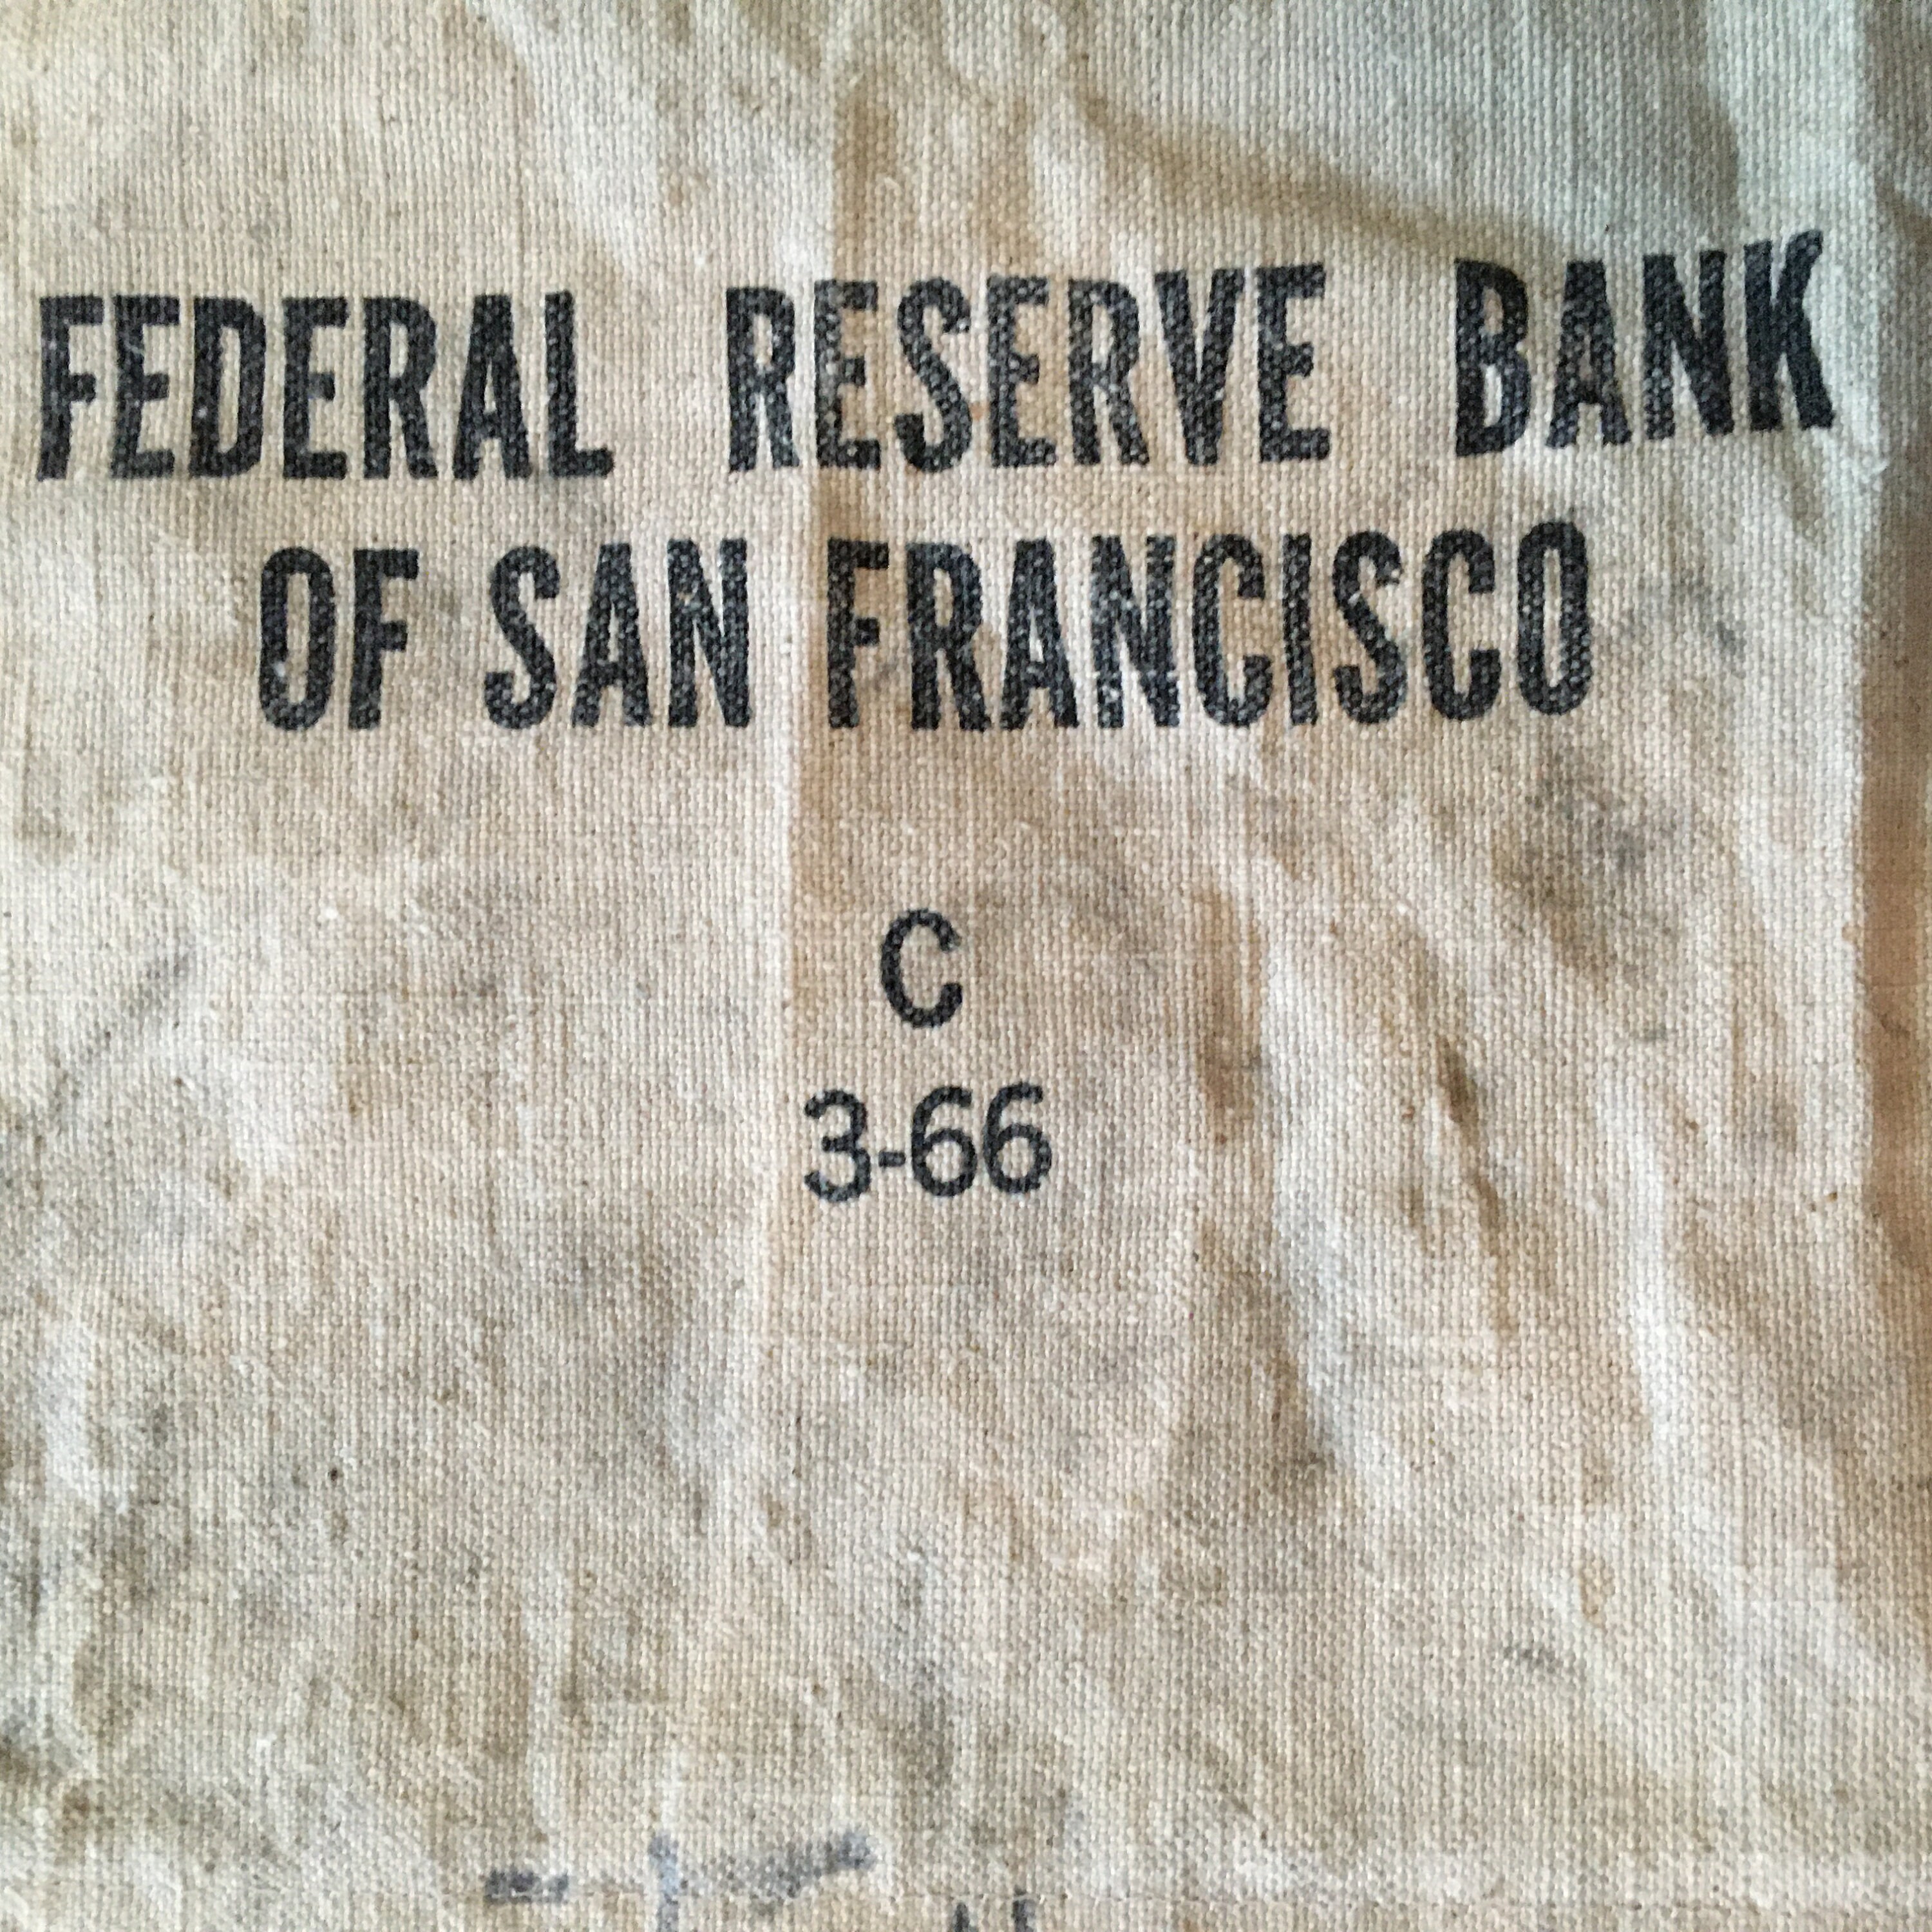 FEDERAL RESERVE BANK
OF SAN FRANCISCO
C
3-66